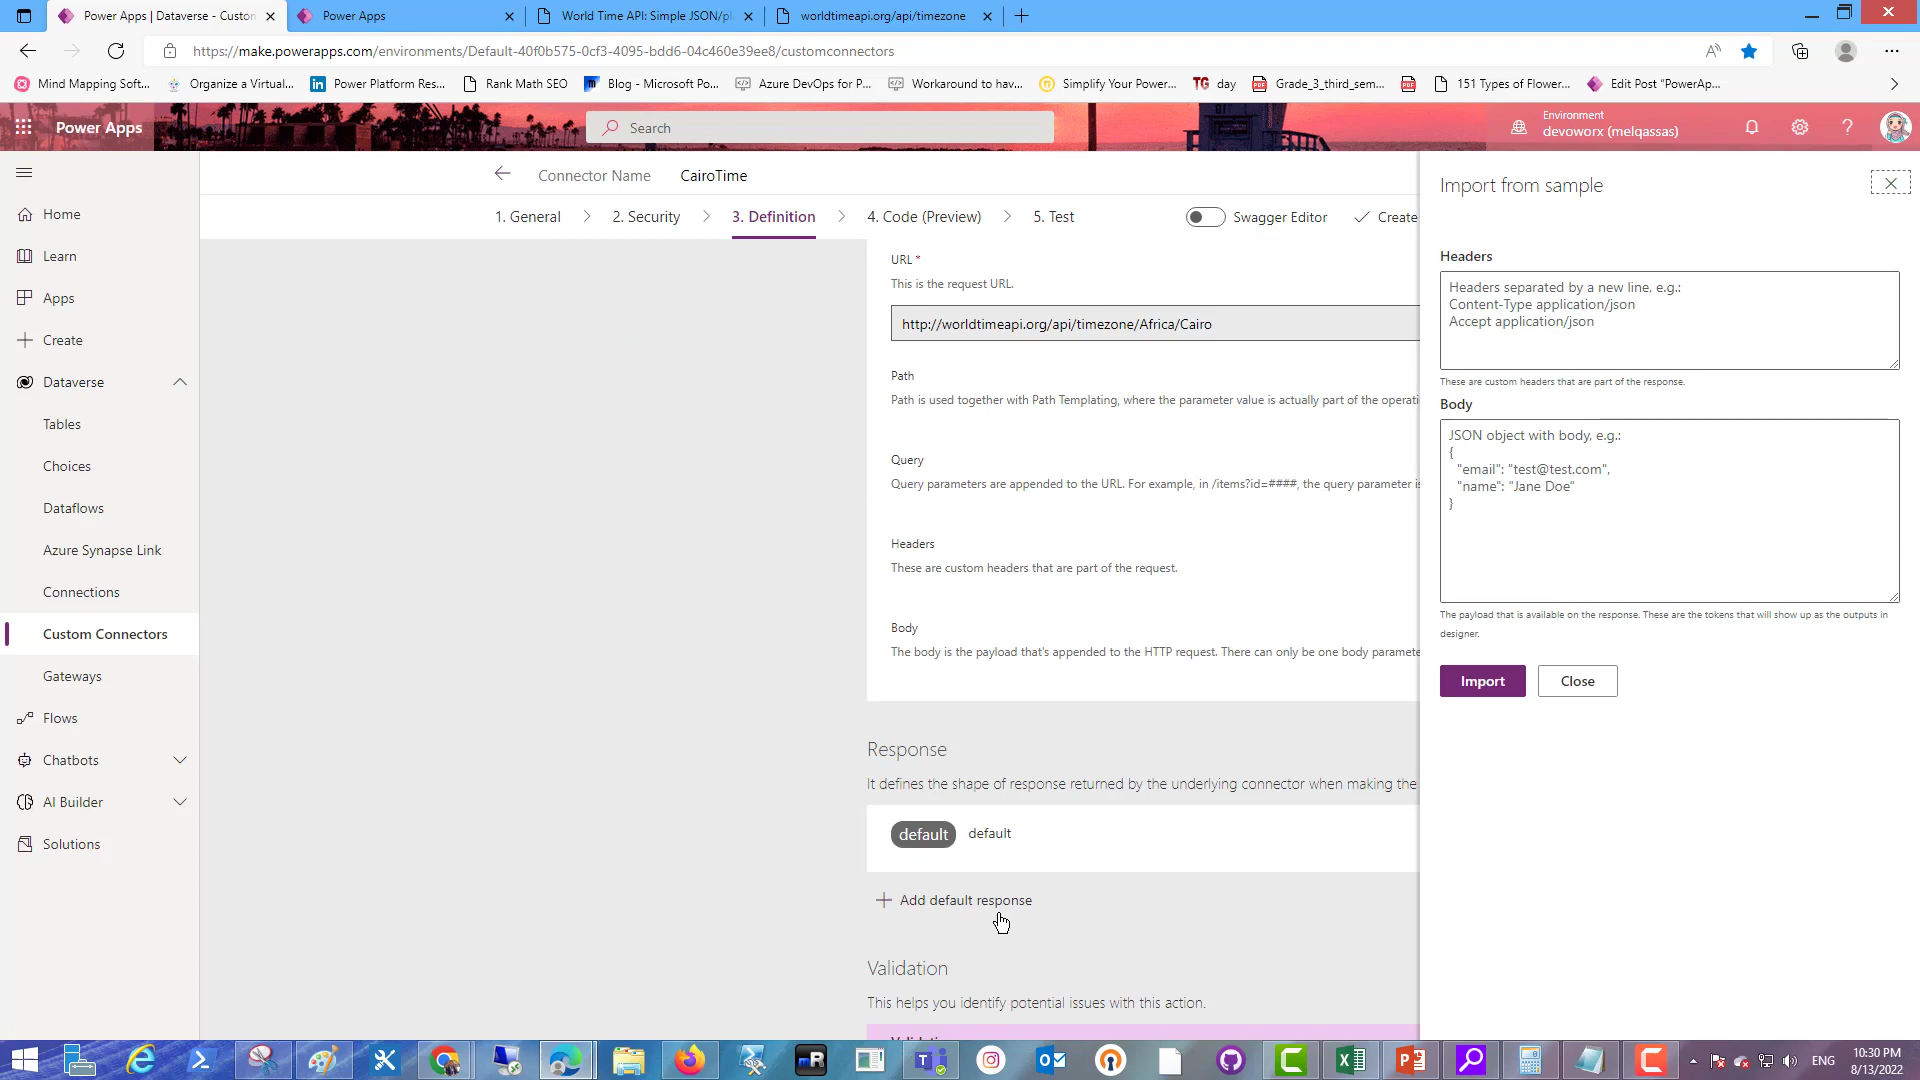 Power Apps | Dataverse - Custom
Power Apps
World Time API: Simple JSON/pl
worldtimeapi.org/api/timezone
https://make.powerapps.com/environments/Default-40f0b575-0cf3-4095-bdd6-04c460e39ee8/customconnectors
Mind Mapping Soft...
Organize a Virtual...
Power Platform Res...
Rank Math SEO
Blog - Microsoft Po...
Azure DevOps for P...
Workaround to hav...
Simplify Your Power...
TG day
Grade_3_third_sem...
151 Types of Flower...
Edit Post "PowerAp...
Power Apps
Search
Environment
devoworx (melqassas)
Home
Learn
Apps
Create
Dataverse
Tables
Choices
Dataflows
Azure Synapse Link
Connections
Custom Connectors
Gateways
Flows
Chatbots
AI Builder
Solutions
Connector Name CairoTime
1. General
2. Security
3. Definition
4. Code (Preview)
5. Test
Swagger Editor
Create
URL *
This is the request URL.
http://worldtimeapi.org/api/timezone/Africa/Cairo
Path
Path is used together with Path Templating, where the parameter value is actually part of the operati
Query
Query parameters are appended to the URL. For example, in /items?id=####, the query parameter is
Headers
These are custom headers that are part of the request.
Body
The body is the payload that's appended to the HTTP request. There can only be one body paramete
Response
It defines the shape of response returned by the underlying connector when making the
default default
Add default response
Validation
This helps you identify potential issues with this action.
Import from sample
Headers
Headers separated by a new line, e.g.:
Content-Type application/json
Accept application/json
These are custom headers that are part of the response.
Body
JSON object with body, e.g.:
{
"email": "test@test.com",
"name": "Jane Doe"
}
The payload that is available on the response. These are the tokens that will show up as the outputs in
designer.
Import
Close
ENG
10:30 PM
8/13/2022